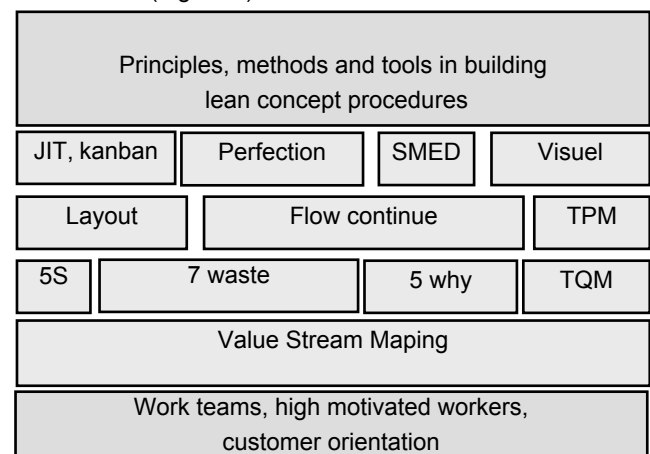 Principles, methods and tools in building
lean concept procedures
JIT, kanban Perfection SMED Visuel
Layout Flow continue TPM
5S 7 waste 5 why TQM
Value Stream Maping
Work teams, high motivated workers,
customer orientation